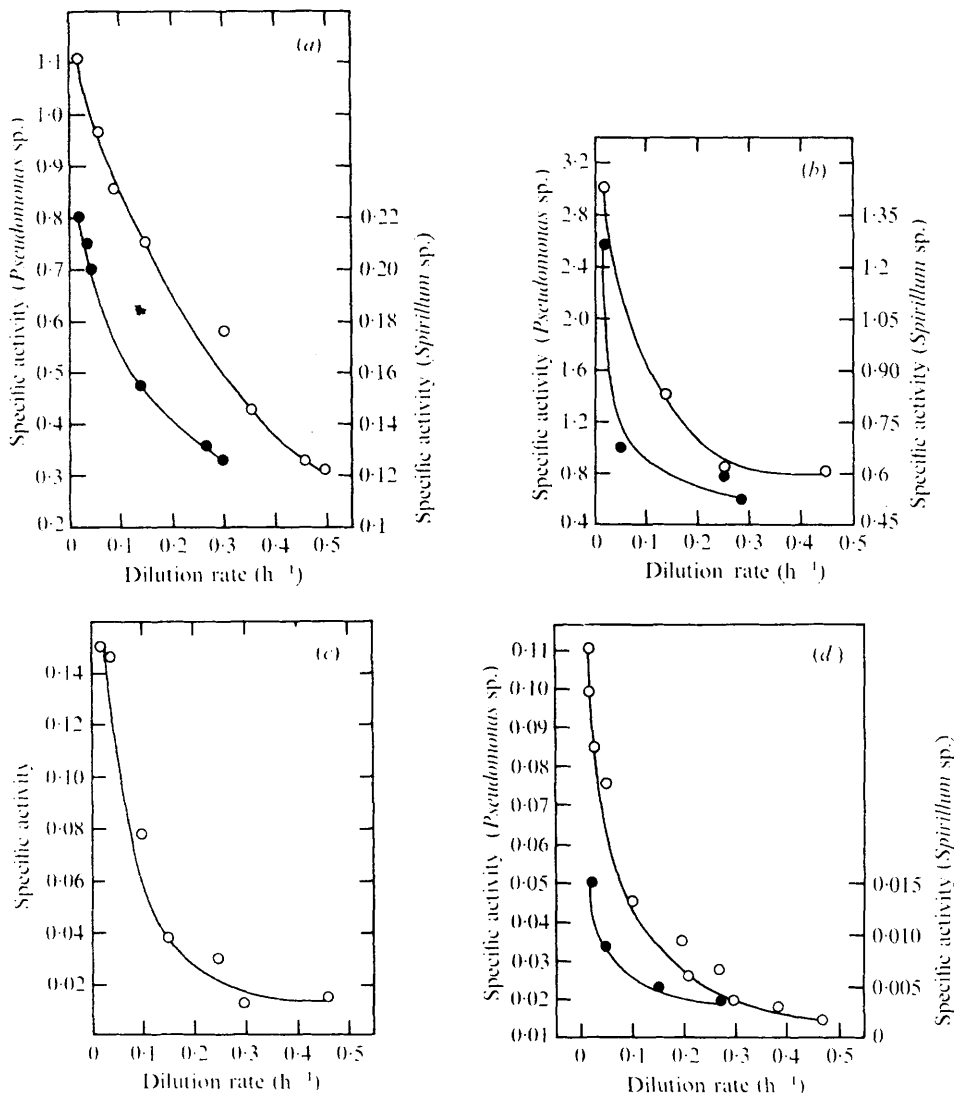 (a)
Specific activity (Pseudomonas sp.)
1·1
1·0
0·9
0·8
0·7
0·6
0·5
0·4
0·3
0·2
0·22
0·20
0·18
0·16
0·14
0·12
0·1
Specific activity (Spirillum sp.)
0 0·1 0·2 0·3 0·4 0·5
Dilution rate (h⁻¹)
(b)
Specific activity (Pseudomonas sp.)
3·2
2·8
2·4
2·0
1·6
1·2
0·8
0·4
1·35
1·2
1·05
0·90
0·75
0·6
0·45
Specific activity (Spirillum sp.)
0 0·1 0·2 0·3 0·4 0·5
Dilution rate (h⁻¹)
(c)
Specific activity
0·14
0·12
0·10
0·08
0·06
0·04
0·02
0 0·1 0·2 0·3 0·4 0·5
Dilution rate (h⁻¹)
(d)
Specific activity (Pseudomonas sp.)
0·11
0·10
0·09
0·08
0·07
0·06
0·05
0·04
0·03
0·02
0·01
0·015
0·010
0·005
0
Specific activity (Spirillum sp.)
0 0·1 0·2 0·3 0·4 0·5
Dilution rate (h⁻¹)